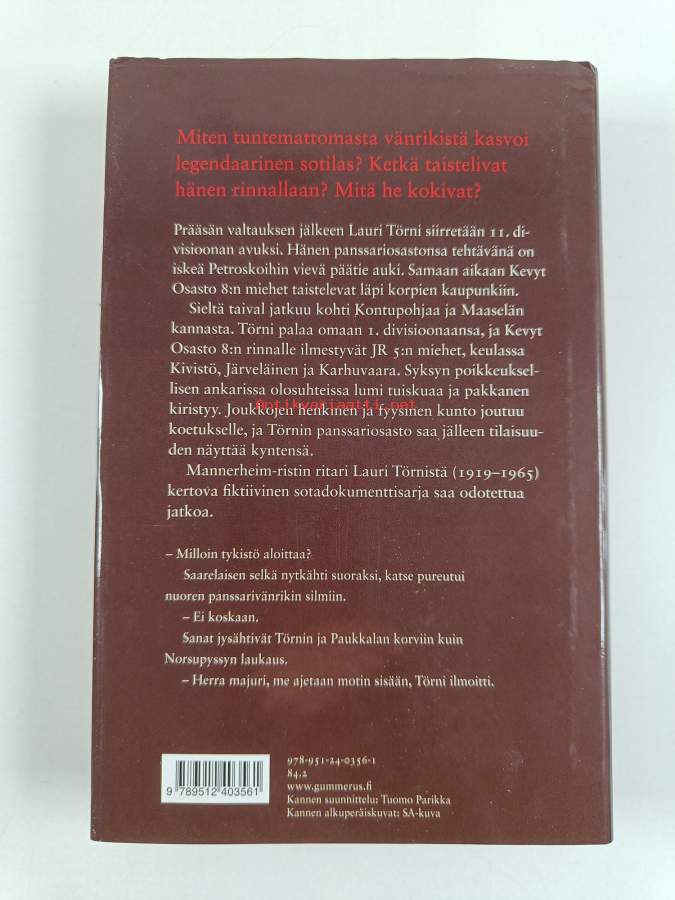 Miten tuntemattomasta vänrikistä kasvoi
legendaarinen sotilas? Ketkä taistelivat
hänen rinnallaan? Mitä he kokivat?
Prääsän valtauksen jälkeen Lauri Törni siirretään 11. di-
visioonan avuksi. Hänen panssariosastonsa tehtävänä on
iskeä Petroskoihin vievä päätie auki. Samaan aikaan Kevyt
Osasto 8:n miehet taistelevat läpi korpien kaupunkiin.
Sieltä taival jatkuu kohti Kontupohjaa ja Maaselän
kannasta. Törni palaa omaan 1. divisioonaansa, ja Kevyt
Osasto 8:n rinnalle ilmestyvät JR 5:n miehet, keulassa
Kivistö, Järveläinen ja Karhuvaara. Syksyn poikkeuksel-
lisen ankarissa olosuhteissa lumi tuiskuaa ja pakkanen
kiristyy. Joukkojen henkinen ja fyysinen kunto joutuu
Antikvariaatti.net
koetukselle, ja Törnin panssariosasto saa jälleen tilaisuu-
den näyttää kyntensä.
Mannerheim-ristin ritari Lauri Törnistä (1919–1965)
kertova fiktiivinen sotadokumenttisarja saa odotettua
jatkoa.
– Milloin tykistö aloittaa?
Saarelaisen selkä nytkähti suoraksi, katse pureutui
nuoren panssarivänrikin silmiin.
– Ei koskaan.
Sanat jysähtivät Törnin ja Paukkalan korviin kuin
Norsupyssyn laukaus.
– Herra majuri, me ajetaan motin sisään, Törni ilmoitti.
978-951-24-0356-1
84.2
www.gummerus.fi
Kannen suunnittelu: Tuomo Parikka
Kannen alkuperäiskuvat: SA-kuva
9 789512 403561